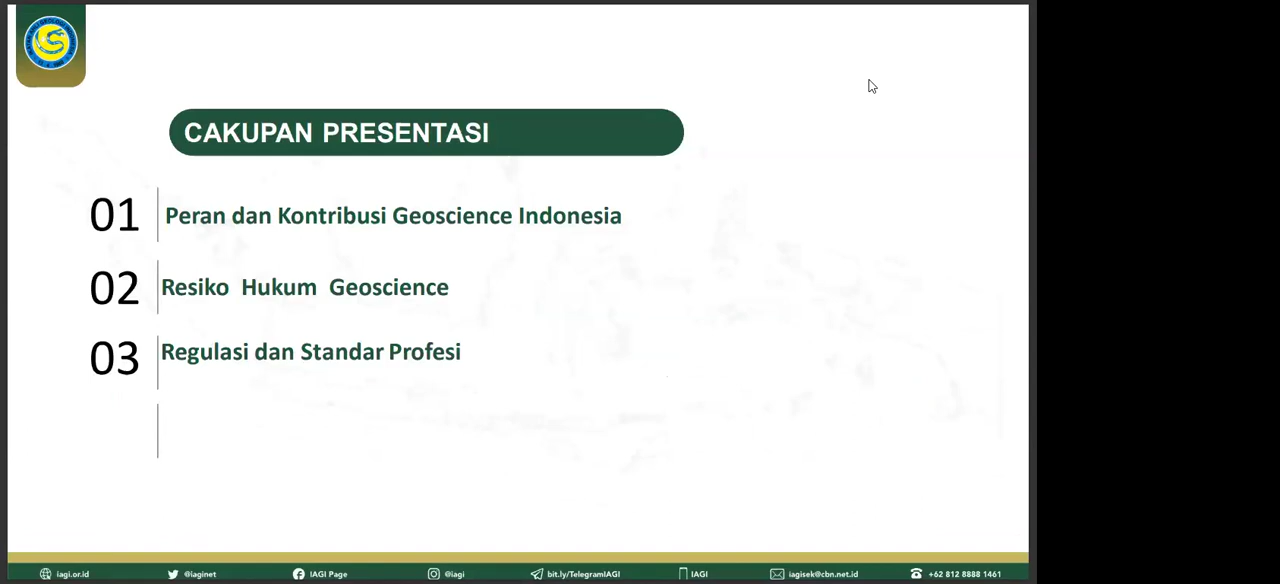 CAKUPAN PRESENTASI
01 Peran dan Kontribusi Geoscience Indonesia
02 Resiko Hukum Geoscience
03 Regulasi dan Standar Profesi
iagi.or.id @iaginet IAGI Page @iagi bit.ly/TelegramIAGI IAGI iagisek@cbn.net.id +62 812 8888 1461